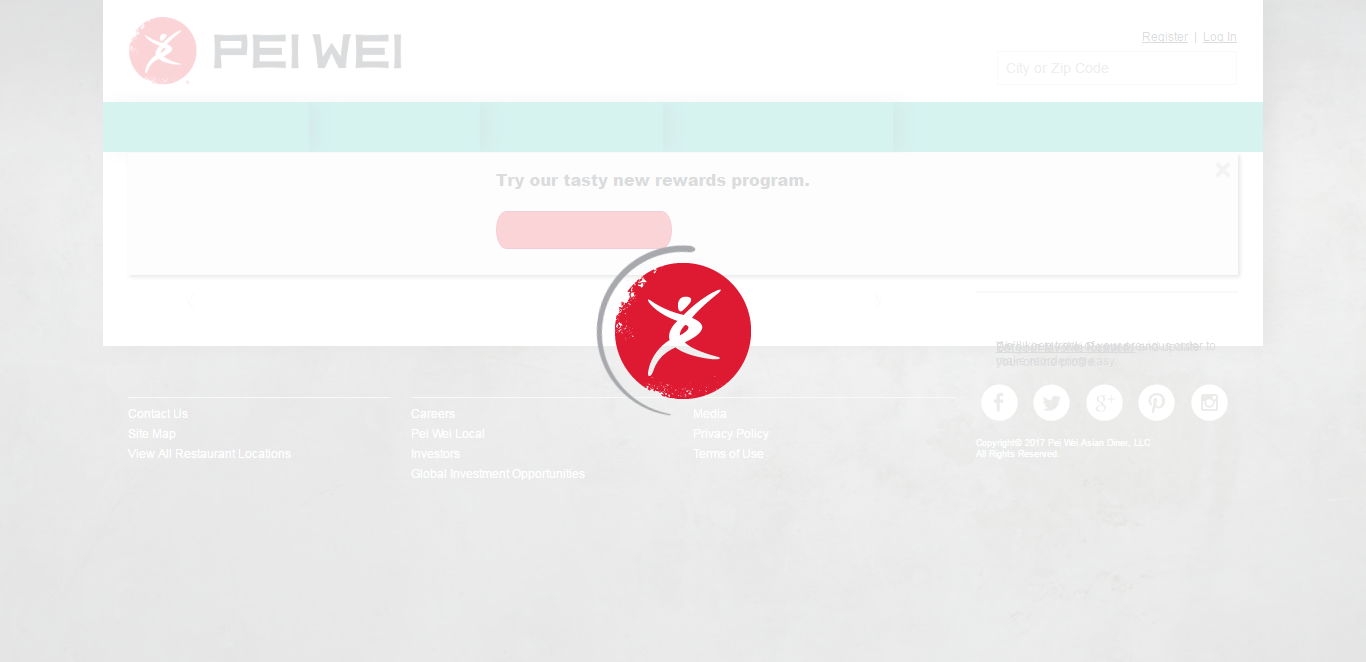 PEI WEI
Register | Log In
City or Zip Code
Try our tasty new rewards program.
Contact Us
Site Map
View All Restaurant Locations
Careers
Pei Wei Local
Investors
Global Investment Opportunities
Media
Privacy Policy
Terms of Use
Copyright© 2017 Pei Wei Asian Diner, LLC
All Rights Reserved.